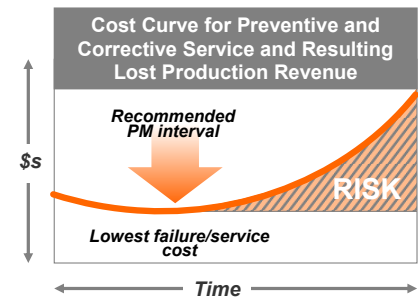 Cost Curve for Preventive and
Corrective Service and Resulting
Lost Production Revenue
Recommended
PM interval
$s
RISK
Lowest failure/service
cost
Time